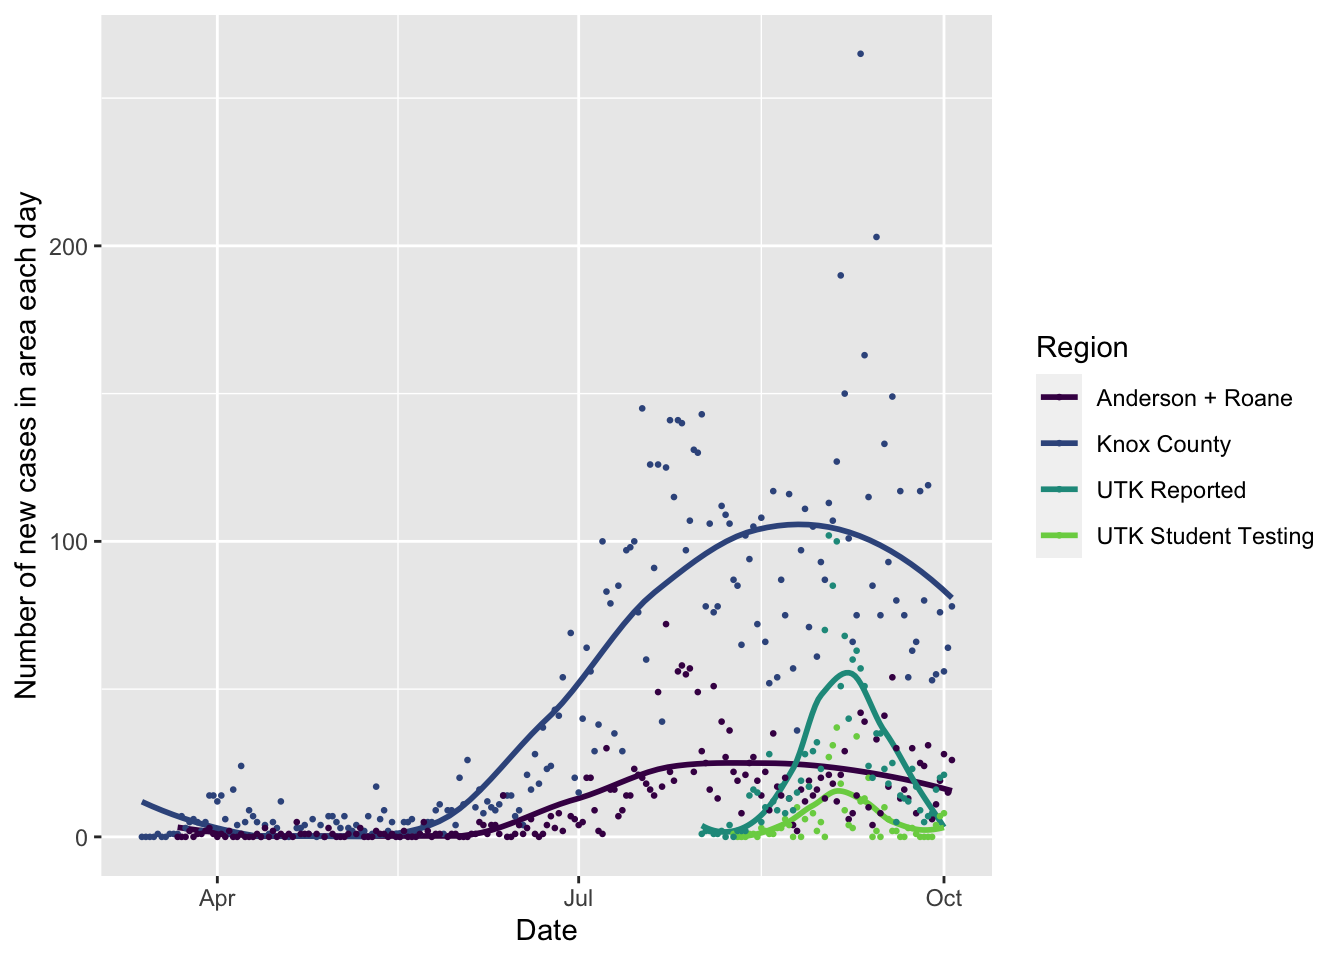 Number of new cases in area each day
200
100
0
Apr
Jul
Oct
Date
Region
Anderson + Roane
Knox County
UTK Reported
UTK Student Testing